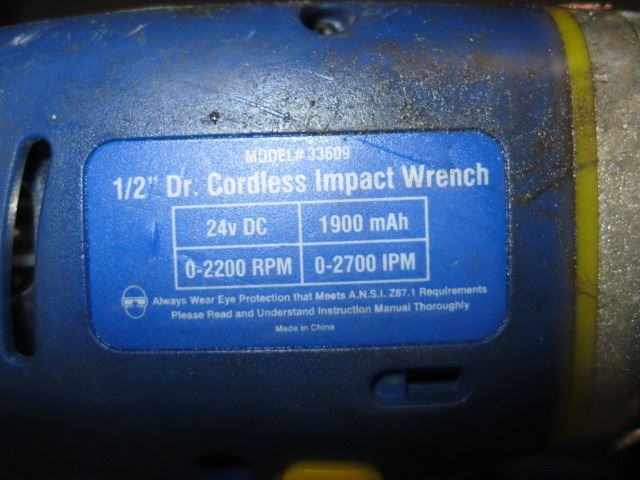 MODEL# 33609
1/2" Dr. Cordless Impact Wrench
24v DC 1900 mAh
0-2200 RPM 0-2700 IPM
Always Wear Eye Protection that Meets A.N.S.I. Z87.1 Requirements
Please Read and Understand Instruction Manual Thoroughly
Made in China